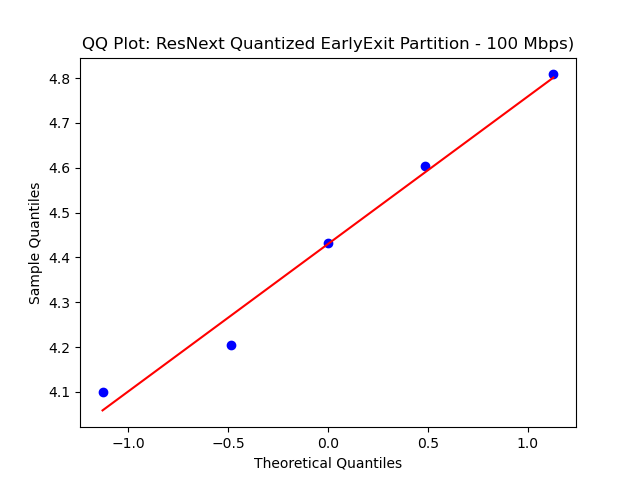 QQ Plot: ResNext Quantized EarlyExit Partition - 100 Mbps)
4.8
4.7
4.6
4.5
4.4
4.3
4.2
4.1
Sample Quantiles
−1.0 −0.5 0.0 0.5 1.0
Theoretical Quantiles